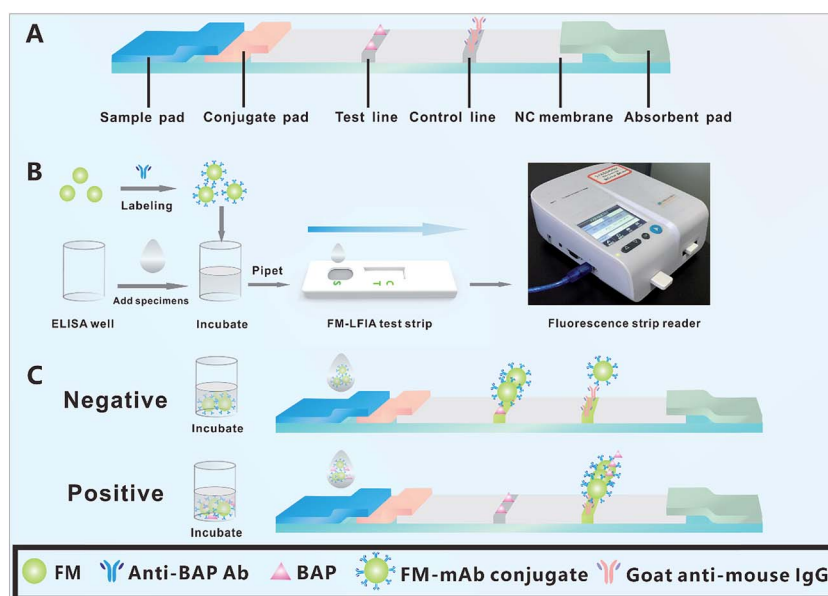 A
Sample pad Conjugate pad Test line Control line NC membrane Absorbent pad
B
Labeling
Pipet
Add specimens
ELISA well Incubate FM-LFIA test strip Fluorescence strip reader
S T C
C
Negative
Incubate
Positive
Incubate
FM Anti-BAP Ab BAP FM-mAb conjugate Goat anti-mouse IgG